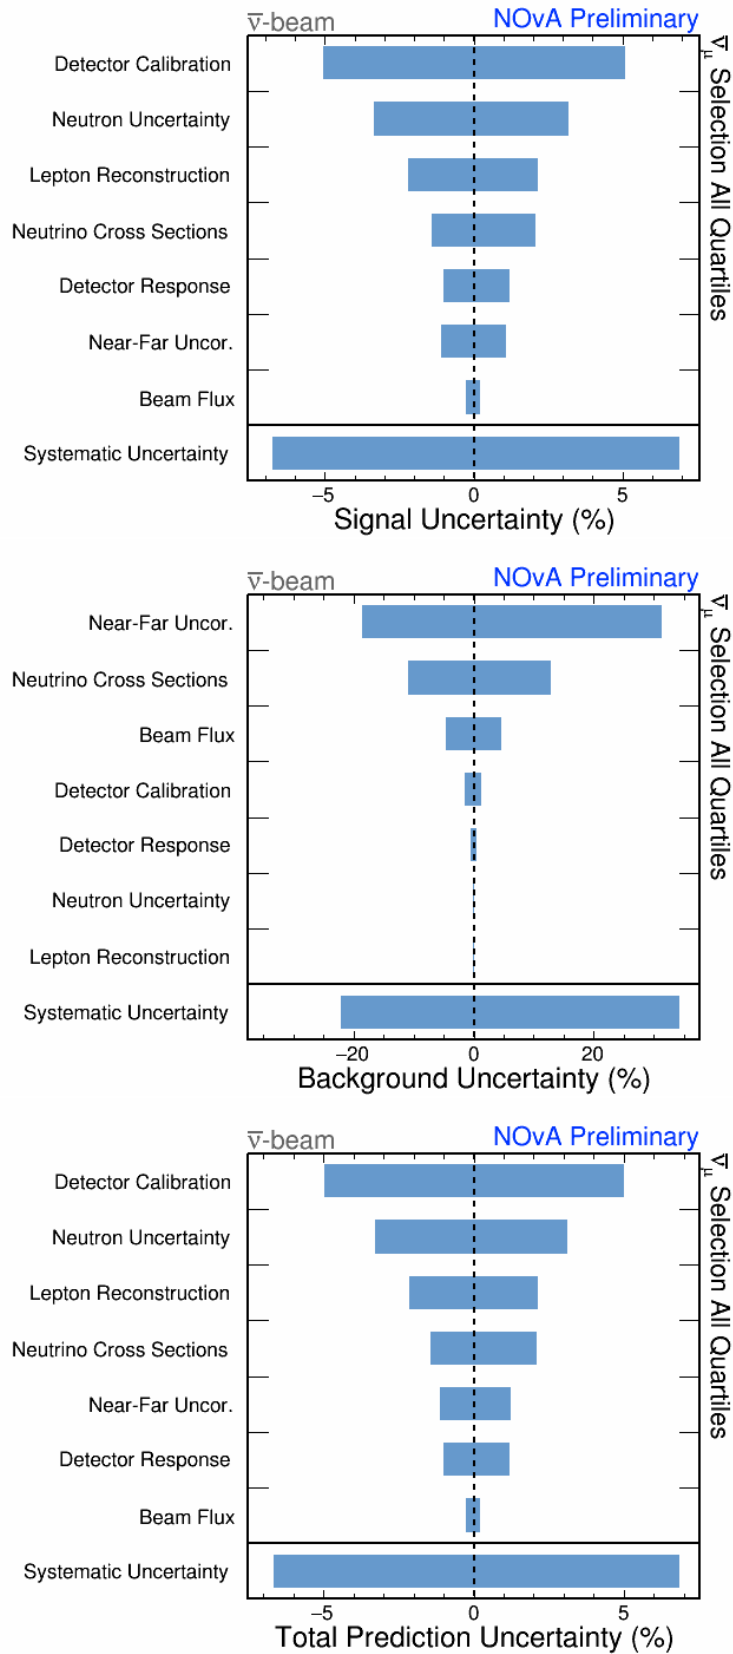 ν̅-beam NOvA Preliminary
Detector Calibration
Neutron Uncertainty
Lepton Reconstruction
Neutrino Cross Sections
Detector Response
Near-Far Uncor.
Beam Flux
Systematic Uncertainty
−5 0 5
Signal Uncertainty (%)
ν̅μ Selection All Quartiles
ν̅-beam NOvA Preliminary
Near-Far Uncor.
Neutrino Cross Sections
Beam Flux
Detector Calibration
Detector Response
Neutron Uncertainty
Lepton Reconstruction
Systematic Uncertainty
−20 0 20
Background Uncertainty (%)
ν̅μ Selection All Quartiles
ν̅-beam NOvA Preliminary
Detector Calibration
Neutron Uncertainty
Lepton Reconstruction
Neutrino Cross Sections
Near-Far Uncor.
Detector Response
Beam Flux
Systematic Uncertainty
−5 0 5
Total Prediction Uncertainty (%)
ν̅μ Selection All Quartiles